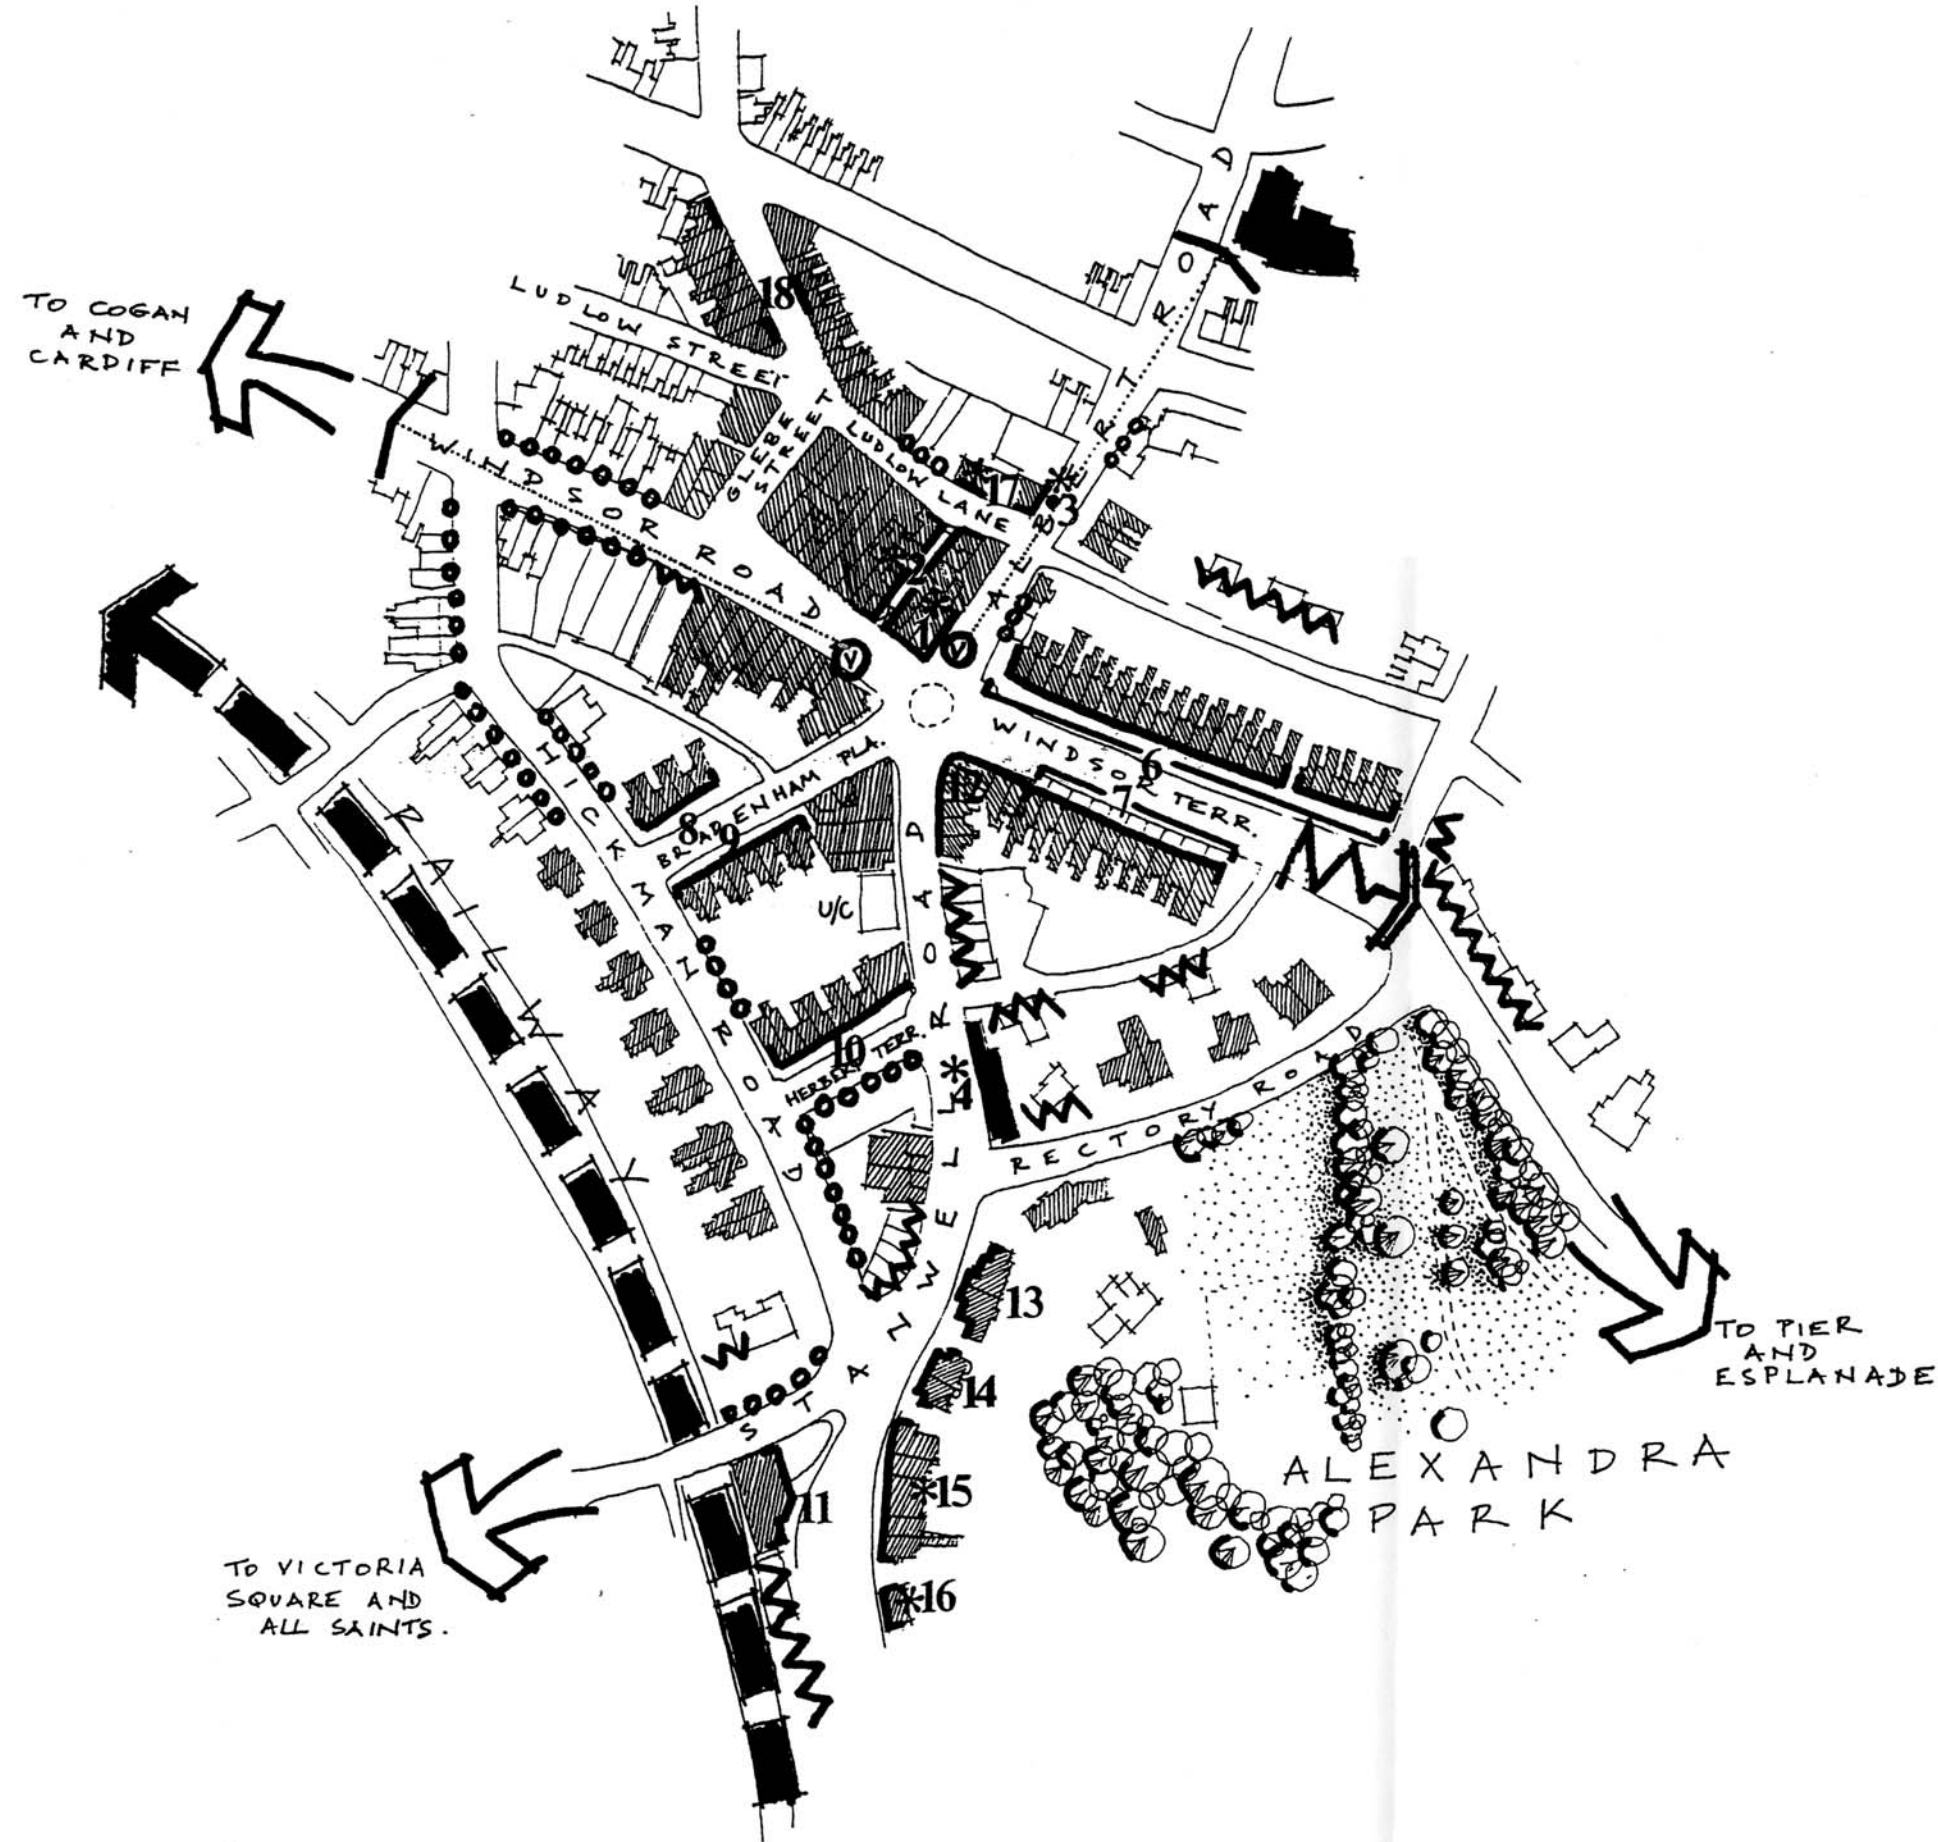 TO COGAN
AND
CARDIFF
LUDLOW STREET
18
ALBERT ROAD
WINDSOR ROAD
GLEBE
STREET
LUDLOW LANE
17
3
2
1
V
V
WINDSOR TERR.
6
7
12
BRADENHAM PLA.
8
9
HICKMAN ROAD
RAILWAY
U/C
10
HERBERT TERR.
STANWELL ROAD
4
RECTORY ROAD
13
14
15
16
11
ALEXANDRA
PARK
TO PIER
AND
ESPLANADE
TO VICTORIA
SQUARE AND
ALL SAINTS.